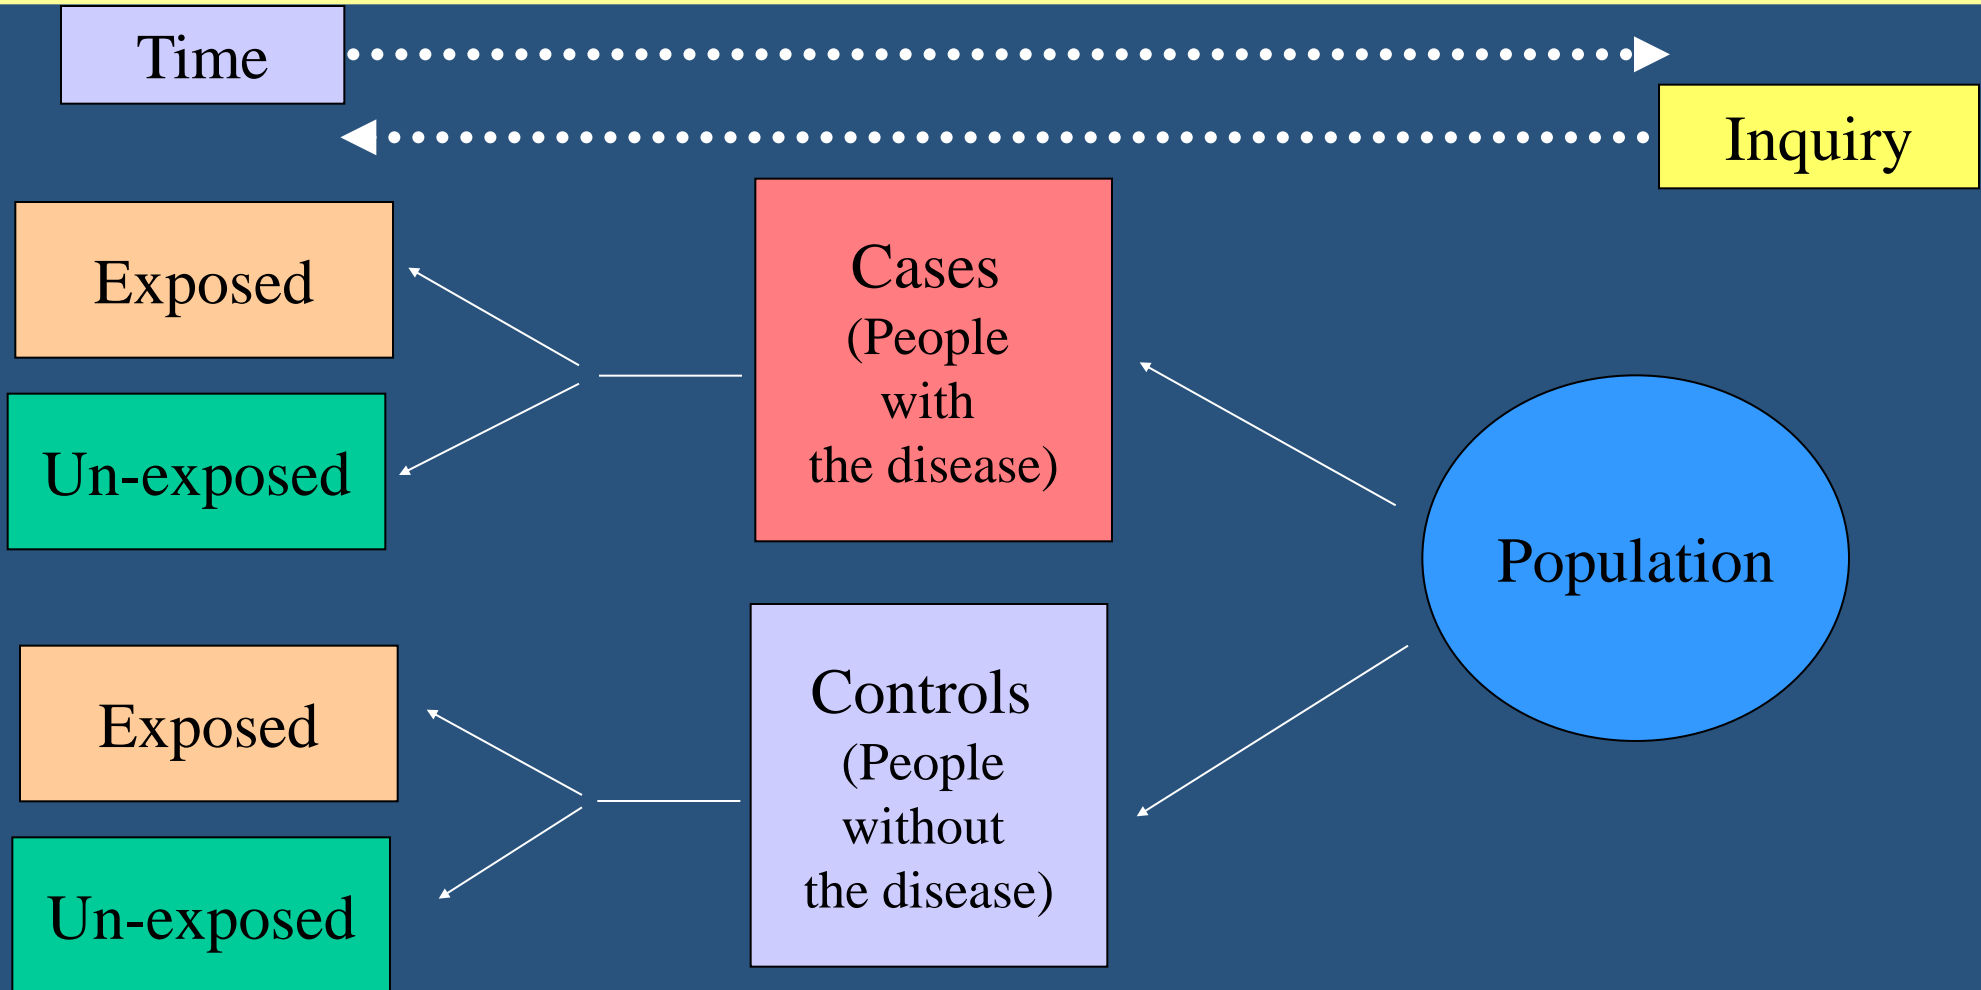 Time
Inquiry
Exposed
Un-exposed
Cases
(People
with
the disease)
Population
Exposed
Un-exposed
Controls
(People
without
the disease)